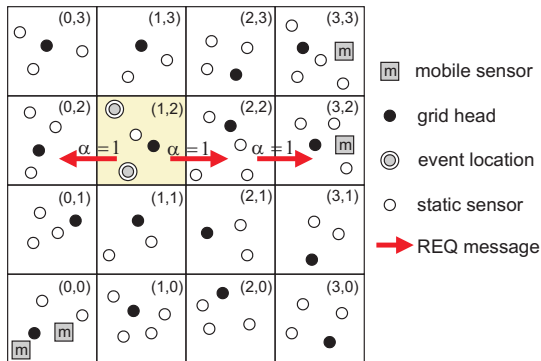 (0,3) (1,3) (2,3) (3,3)
m
(0,2) (1,2) (2,2) (3,2)
α = 1 α = 1 α = 1
m
(0,1) (1,1) (2,1) (3,1)
(0,0) (1,0) (2,0) (3,0)
m
m
m mobile sensor
grid head
event location
static sensor
REQ message